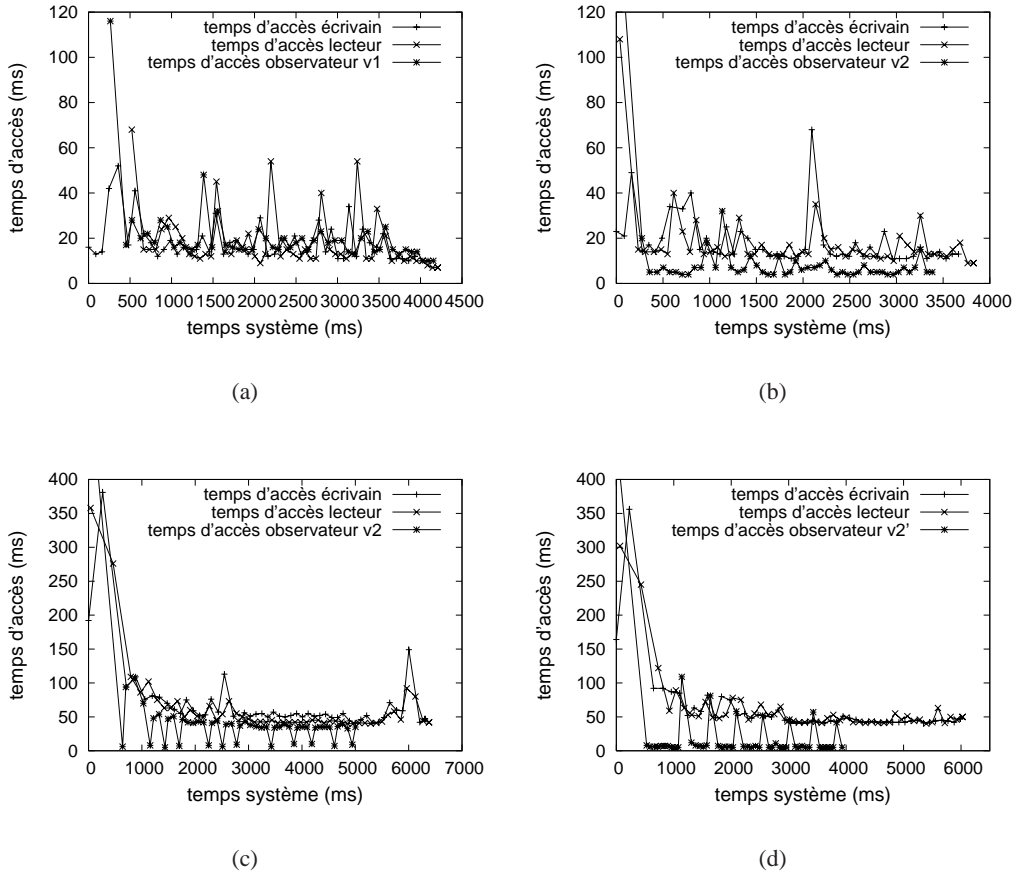 temps d'accès (ms)
120
100
80
60
40
20
0
temps d'accès écrivain
temps d'accès lecteur
temps d'accès observateur v1
0 500 1000 1500 2000 2500 3000 3500 4000 4500
temps système (ms)
(a)
temps d'accès (ms)
120
100
80
60
40
20
0
temps d'accès écrivain
temps d'accès lecteur
temps d'accès observateur v2
0 500 1000 1500 2000 2500 3000 3500 4000
temps système (ms)
(b)
temps d'accès (ms)
400
350
300
250
200
150
100
50
0
temps d'accès écrivain
temps d'accès lecteur
temps d'accès observateur v2
0 1000 2000 3000 4000 5000 6000 7000
temps système (ms)
(c)
temps d'accès (ms)
400
350
300
250
200
150
100
50
0
temps d'accès écrivain
temps d'accès lecteur
temps d'accès observateur v2'
0 1000 2000 3000 4000 5000 6000
temps système (ms)
(d)